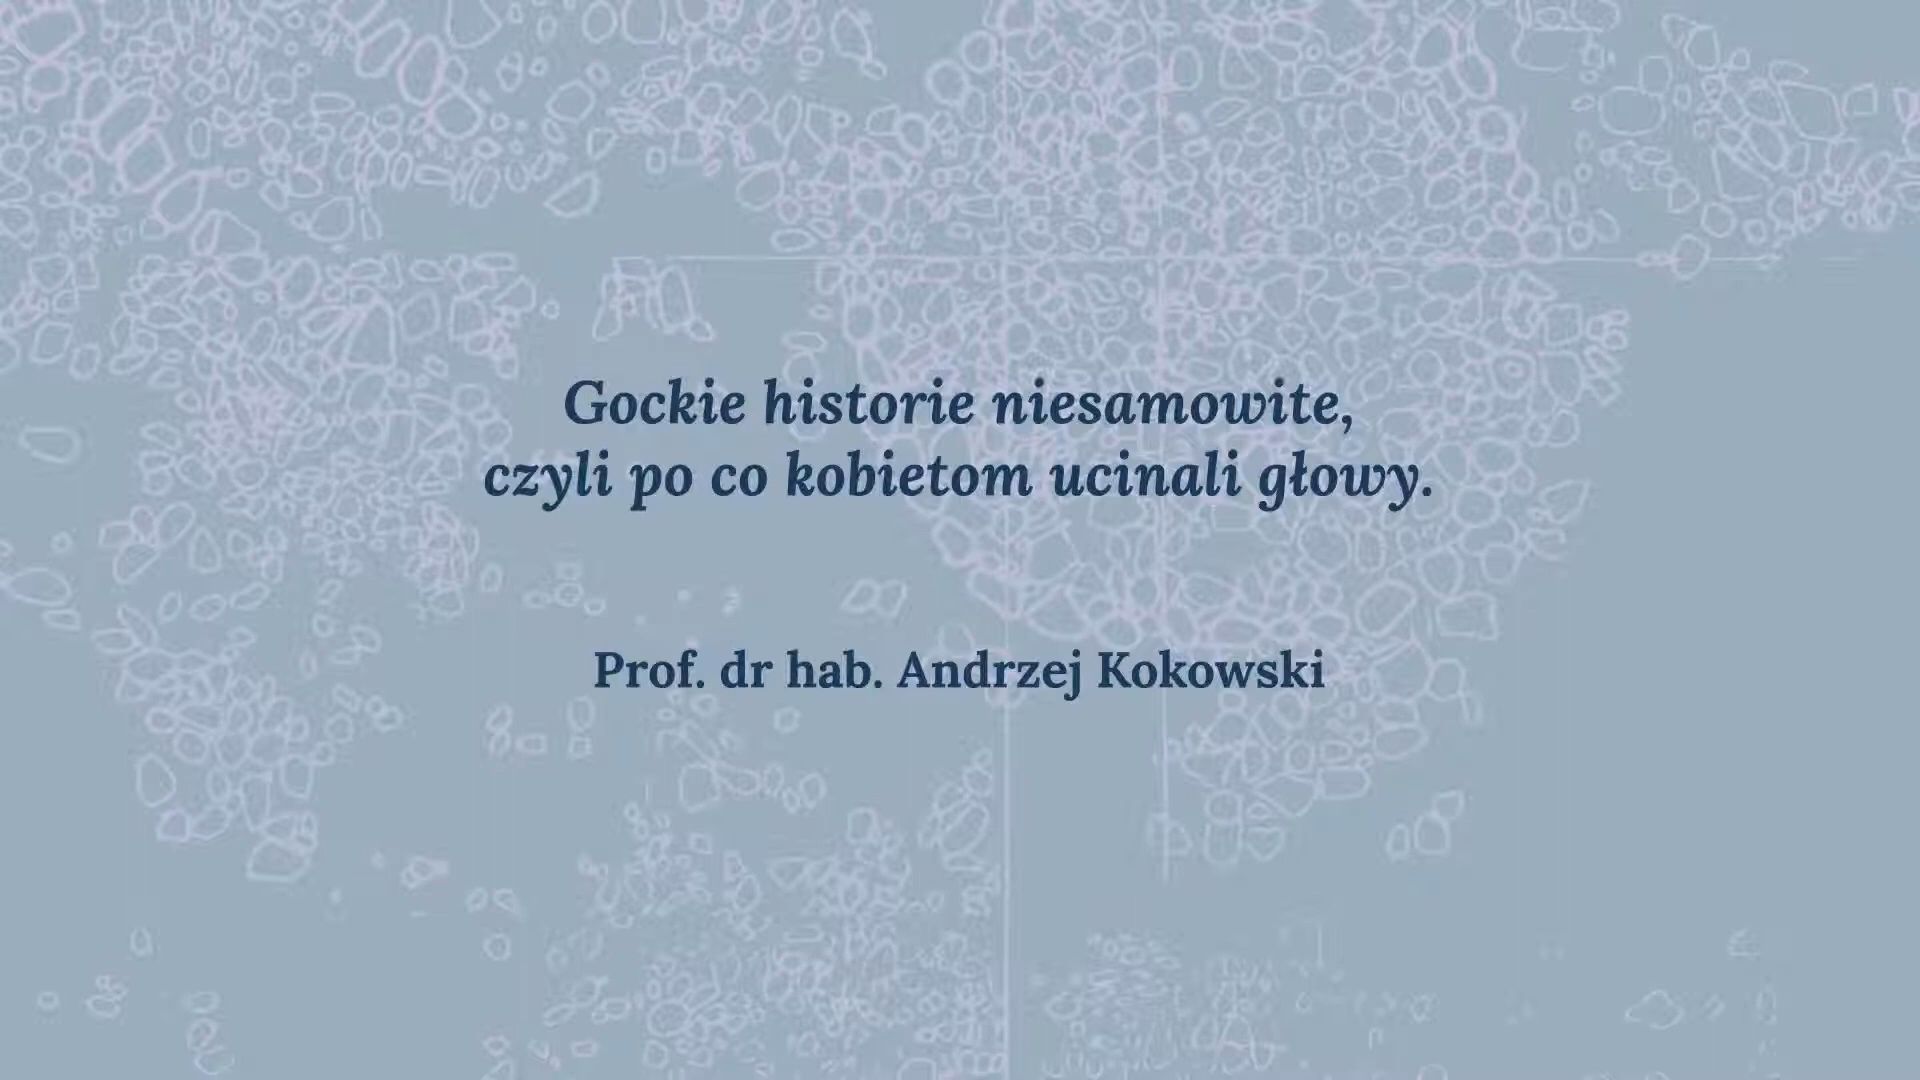 Gockie historie niesamowite,
czyli po co kobietom ucinali głowy.
Prof. dr hab. Andrzej Kokowski